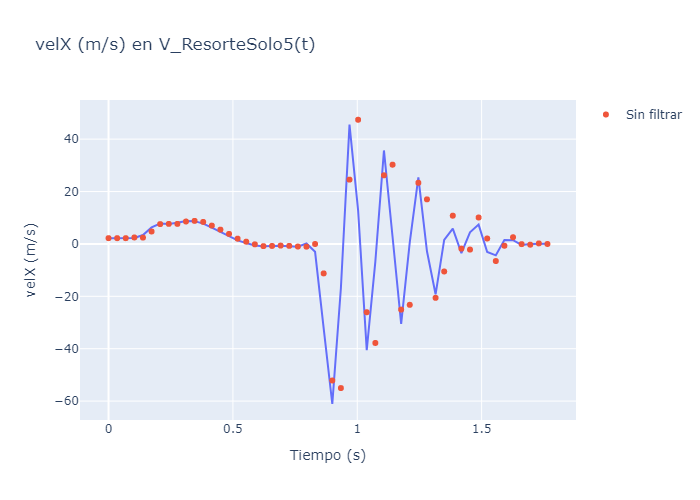 velX (m/s) en V_ResorteSolo5(t)
Sin filtrar
40
20
0
−20
−40
−60
velX (m/s)
0
0.5
1
1.5
Tiempo (s)